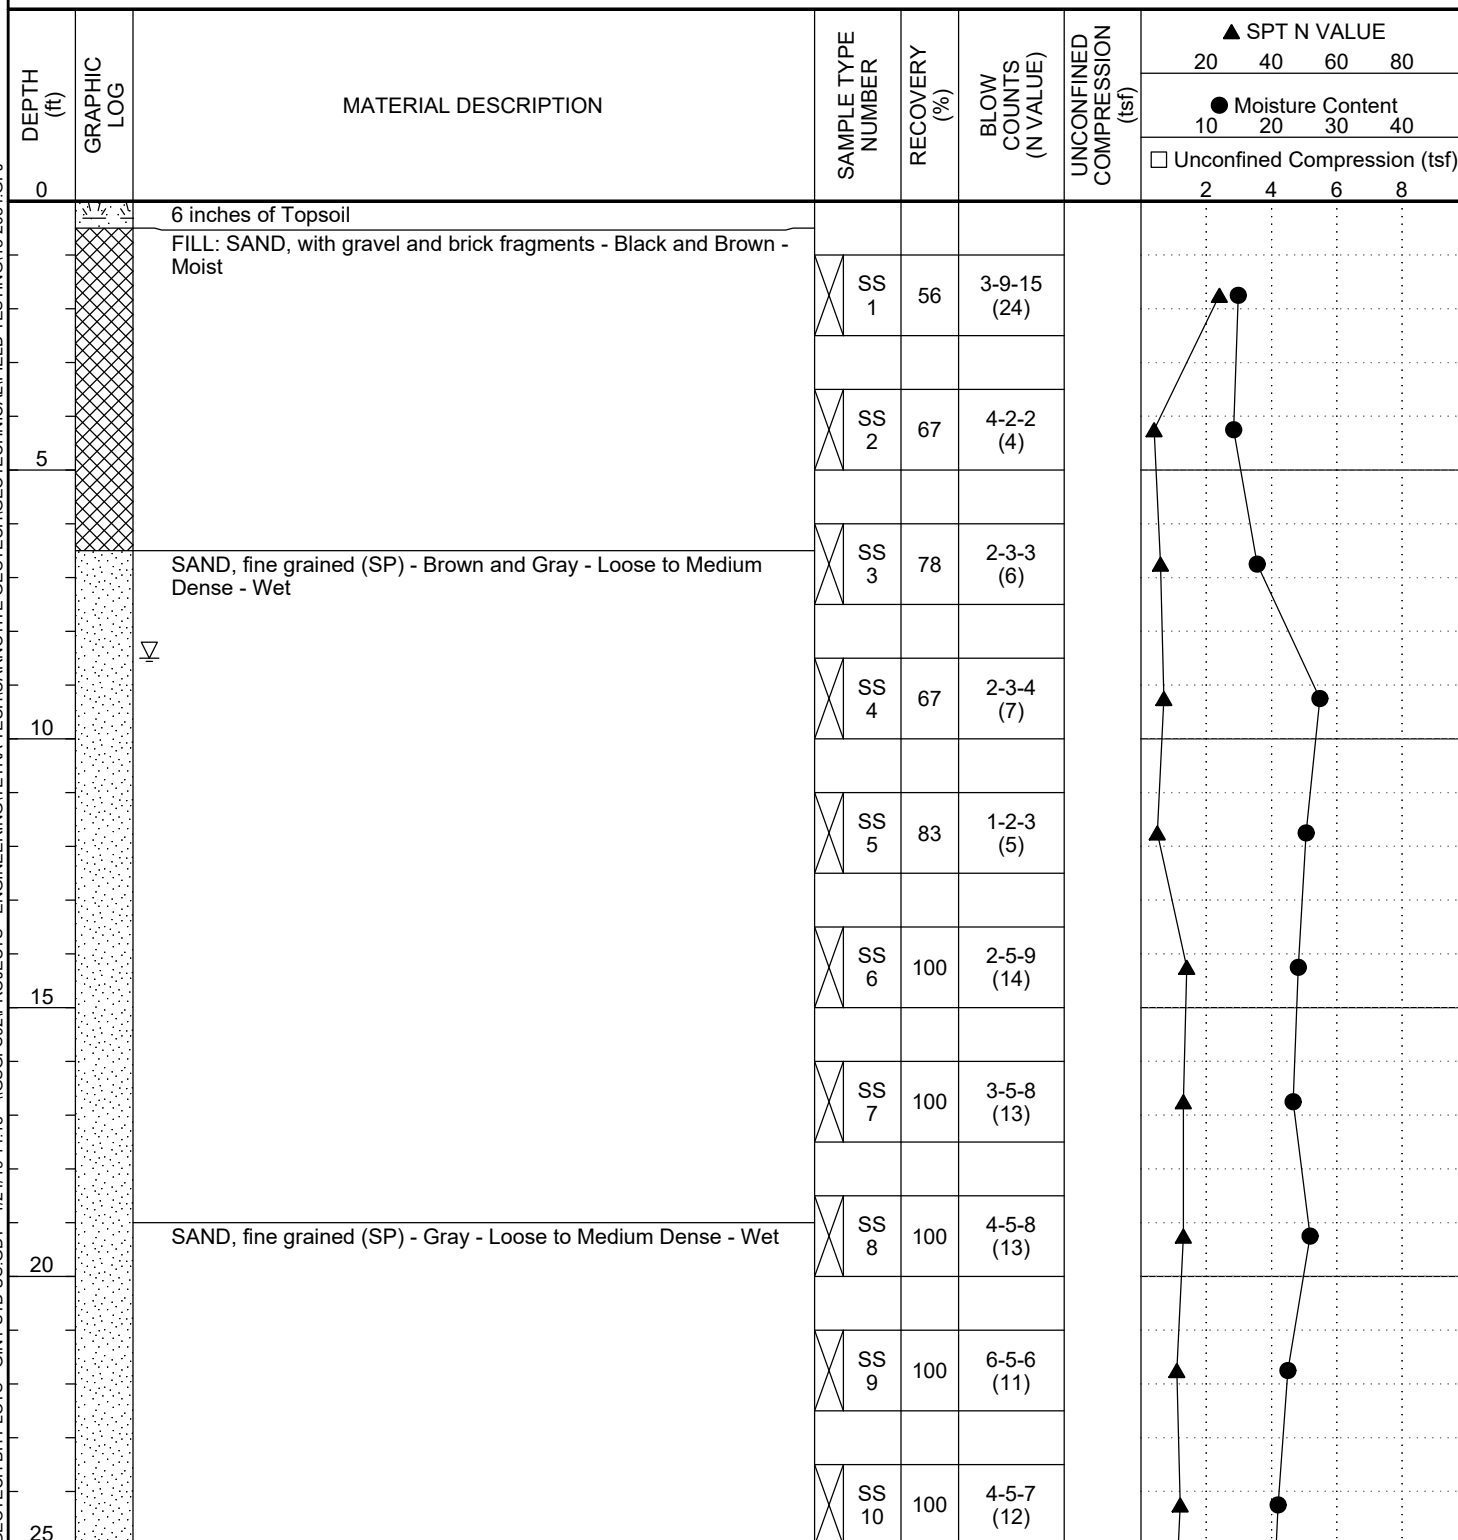 ▲ SPT N VALUE
20 40 60 80
● Moisture Content
10 20 30 40
□ Unconfined Compression (tsf)
2 4 6 8
DEPTH
(ft)
GRAPHIC
LOG
MATERIAL DESCRIPTION
SAMPLE TYPE
NUMBER
RECOVERY
(%)
BLOW
COUNTS
(N VALUE)
UNCONFINED
COMPRESSION
(tsf)
0
6 inches of Topsoil
FILL: SAND, with gravel and brick fragments - Black and Brown -
Moist
SS
1
56
3-9-15
(24)
SS
2
67
4-2-2
(4)
5
SS
3
78
2-3-3
(6)
SAND, fine grained (SP) - Brown and Gray - Loose to Medium
Dense - Wet
SS
4
67
2-3-4
(7)
10
SS
5
83
1-2-3
(5)
SS
6
100
2-5-9
(14)
15
SS
7
100
3-5-8
(13)
SS
8
100
4-5-8
(13)
SAND, fine grained (SP) - Gray - Loose to Medium Dense - Wet
20
SS
9
100
6-5-6
(11)
SS
10
100
4-5-7
(12)
25